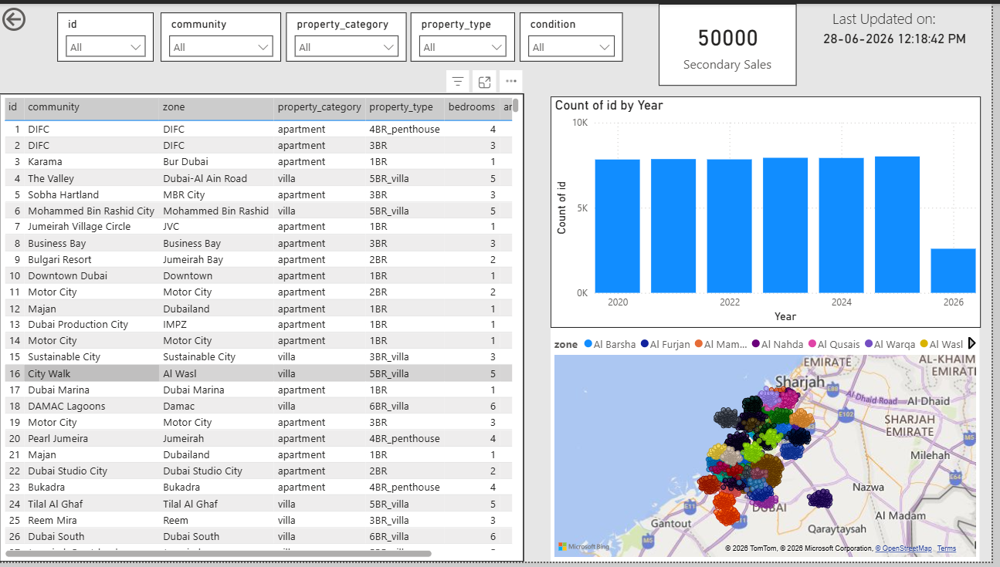 id community property_category property_type condition
All All All All All
50000
Secondary Sales
Last Updated on:
28-06-2026 12:18:42 PM
id community zone property_category property_type bedrooms ar
1 DIFC DIFC apartment 4BR_penthouse 4
2 DIFC DIFC apartment 3BR 3
3 Karama Bur Dubai apartment 1BR 1
4 The Valley Dubai-Al Ain Road villa 5BR_villa 5
5 Sobha Hartland MBR City apartment 3BR 3
6 Mohammed Bin Rashid City Mohammed Bin Rashid villa 5BR_villa 5
7 Jumeirah Village Circle JVC apartment 1BR 1
8 Business Bay Business Bay apartment 3BR 3
9 Bulgari Resort Jumeirah Bay apartment 2BR 2
10 Downtown Dubai Downtown apartment 1BR 1
11 Motor City Motor City apartment 2BR 2
12 Majan Dubailand apartment 1BR 1
13 Dubai Production City IMPZ apartment 1BR 1
14 Motor City Motor City apartment 1BR 1
15 Sustainable City Sustainable City villa 3BR_villa 3
16 City Walk Al Wasl villa 5BR_villa 5
17 Dubai Marina Dubai Marina apartment 1BR 1
18 DAMAC Lagoons Damac villa 6BR_villa 6
19 Motor City Motor City apartment 3BR 3
20 Pearl Jumeira Jumeirah apartment 4BR_penthouse 4
21 Majan Dubailand apartment 1BR 1
22 Dubai Studio City Dubai Studio City apartment 2BR 2
23 Bukadra Bukadra apartment 4BR_penthouse 4
24 Tilal Al Ghaf Tilal Al Ghaf villa 5BR_villa 5
25 Reem Mira Reem villa 3BR_villa 3
26 Dubai South Dubai South villa 6BR_villa 6
Count of id by Year
10K
5K
0K
Count of id
2020 2022 2024 2026
Year
zone Al Barsha Al Furjan Al Mam... Al Nahda Al Qusais Al Warqa Al Wasl
EMIRATE
AL-KHAIM
EMIRATI
Sharjah
E88
Al-Dhaid Road
Al-Dhaid
E102
SHARJAH
EMIRATE
M5
Milehah
E84
Nazwa
DUBAI
E11
Al Madam
Gantout
Qaraytaysah
M5
Microsoft Bing
© 2026 TomTom, © 2026 Microsoft Corporation, © OpenStreetMap Terms